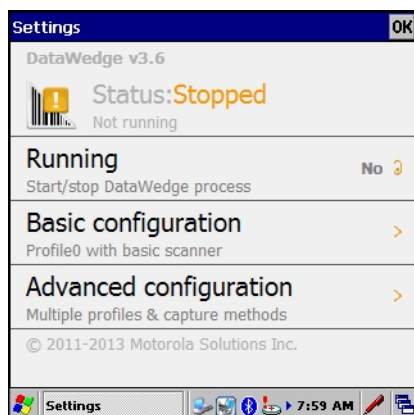 Settings
OK
DataWedge v3.6
Status:Stopped
Not running
Running
No
Start/stop DataWedge process
Basic configuration
>
Profile0 with basic scanner
Advanced configuration
>
Multiple profiles & capture methods
© 2011-2013 Motorola Solutions Inc.
Settings
7:59 AM